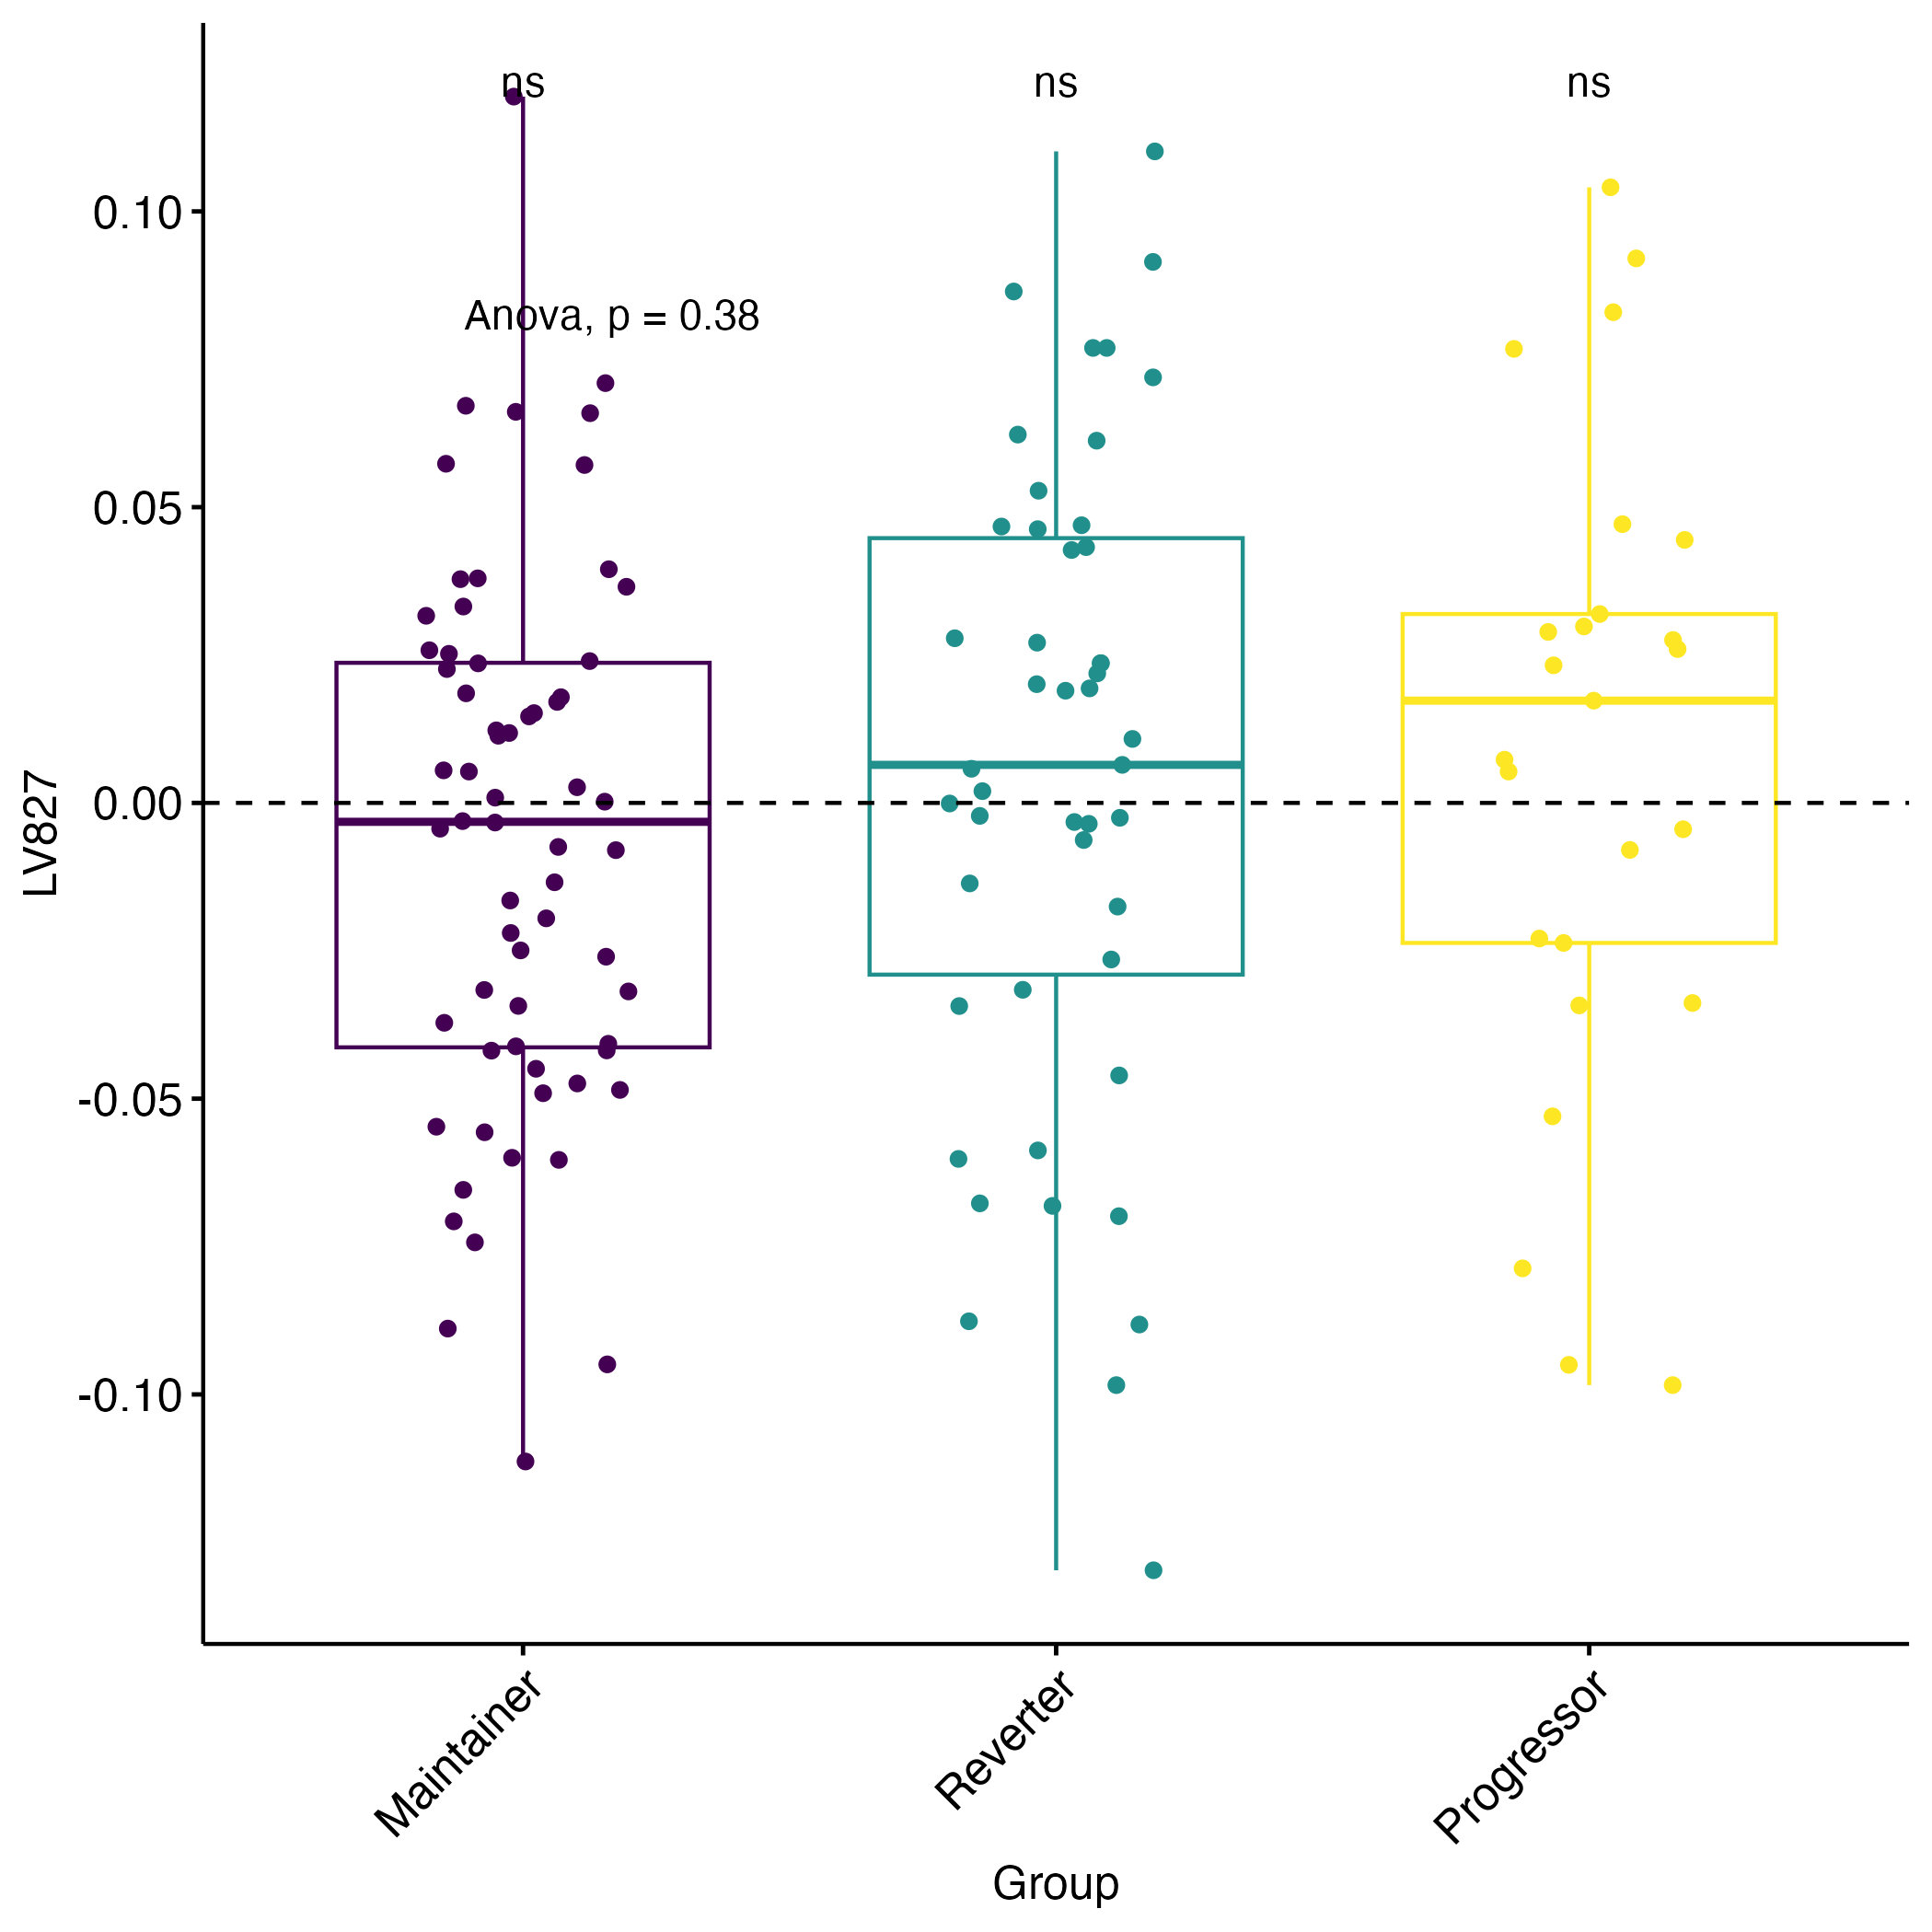 ns ns ns
Anova, p = 0.38
0.10
0.05
0.00
-0.05
-0.10
LV827
Maintainer
Reverter
Progressor
Group